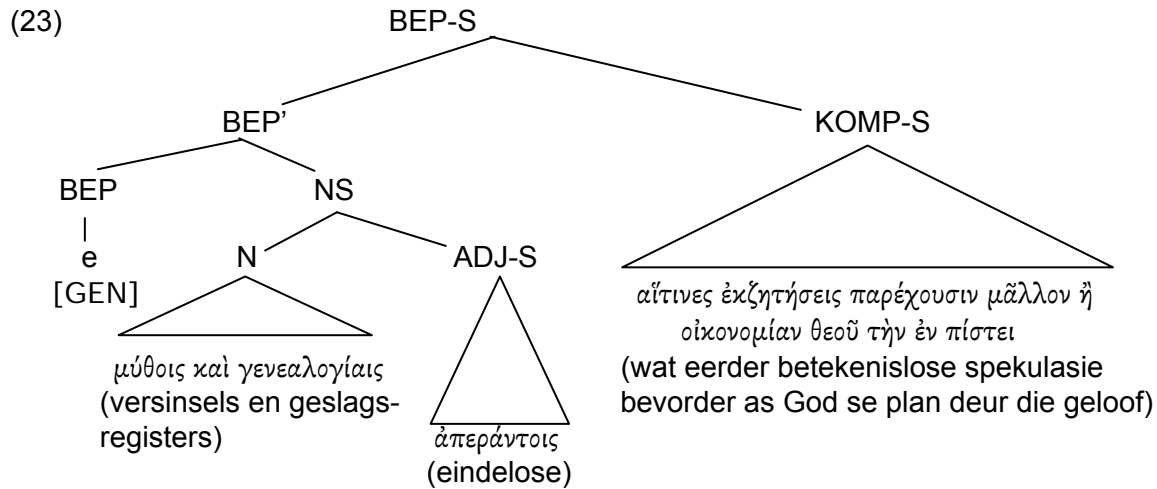 (23)
BEP-S
BEP’
KOMP-S
BEP
NS
e
N
ADJ-S
[GEN]
αἵτινες ἐκζητήσεις παρέχουσιν μᾶλλον ἢ
οἰκονομίαν θεοῦ τὴν ἐν πίστει
(wat eerder betekenislose spekulasie
bevorder as God se plan deur die geloof)
μύθοις καὶ γενεαλογίαις
(versinsels en geslags-
registers)
ἀπεράντοις
(eindelose)